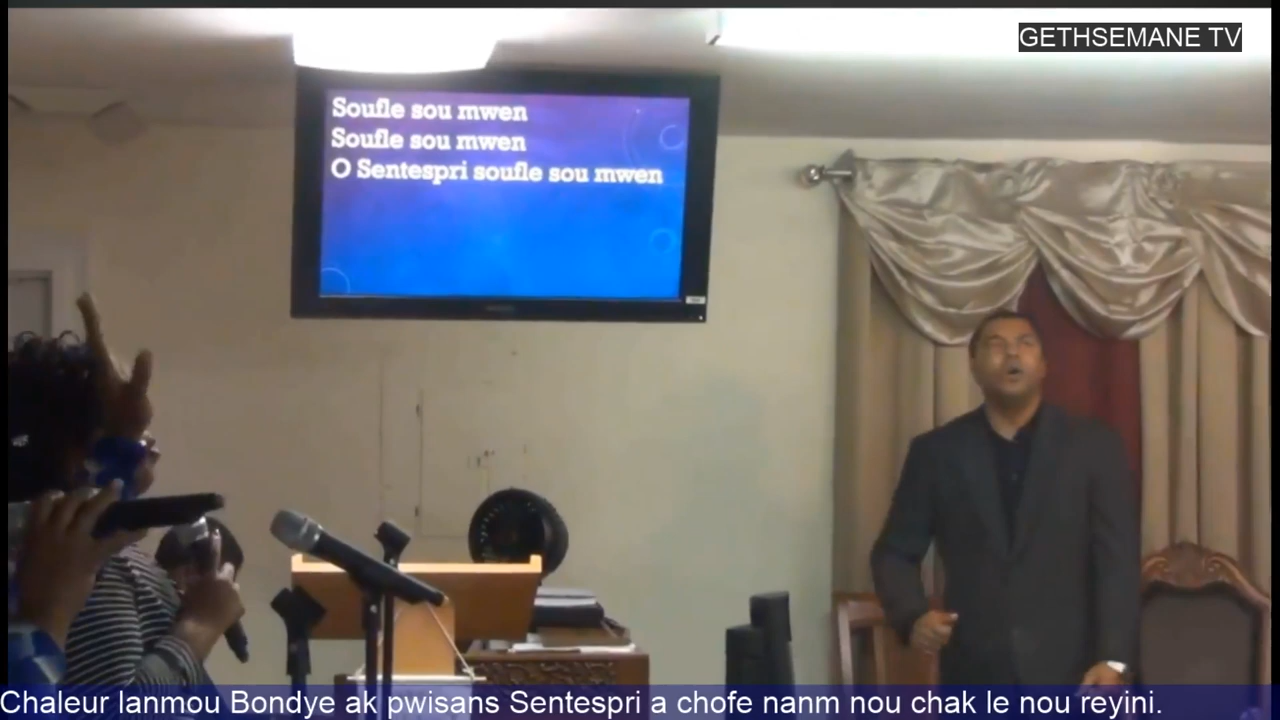 GETHSEMANE TV
Soufle sou mwen
Soufle sou mwen
O Sentespri soufle sou mwen
Chaleur lanmou Bondye ak pwisans Sentespri a chofe nanm nou chak le nou reyini.